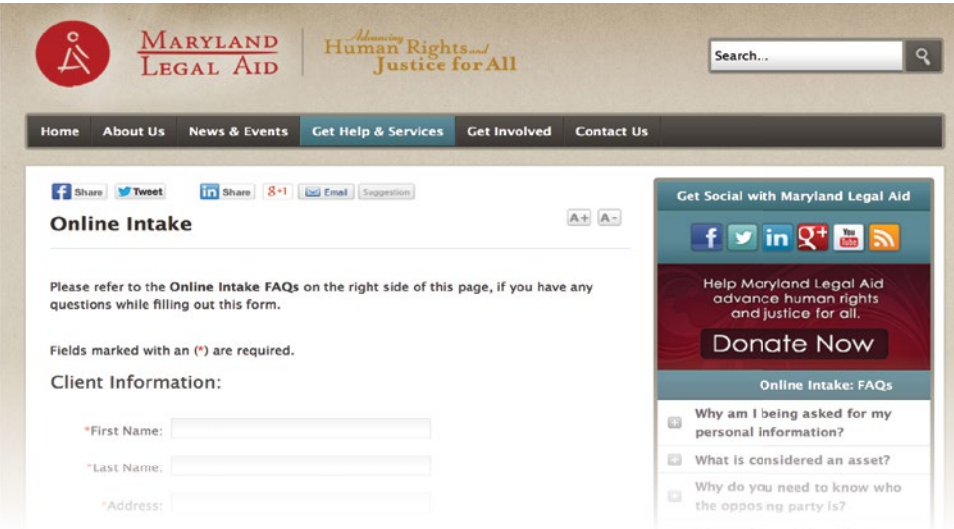 MARYLAND
LEGAL AID
Advancing
Human Rights and
Justice for All
Search...
Home About Us News & Events Get Help & Services Get Involved Contact Us
f Share Tweet in Share g+1 Email Suggestion
Online Intake
A+ A-
Please refer to the Online Intake FAQs on the right side of this page, if you have any
questions while filling out this form.
Fields marked with an (*) are required.
Client Information:
*First Name:
*Last Name:
*Address:
Get Social with Maryland Legal Aid
f in g+ You Tube
Help Maryland Legal Aid
advance human rights
and justice for all.
Donate Now
Online Intake: FAQs
Why am I being asked for my
personal information?
What is considered an asset?
Why do you need to know who
the opposing party is?